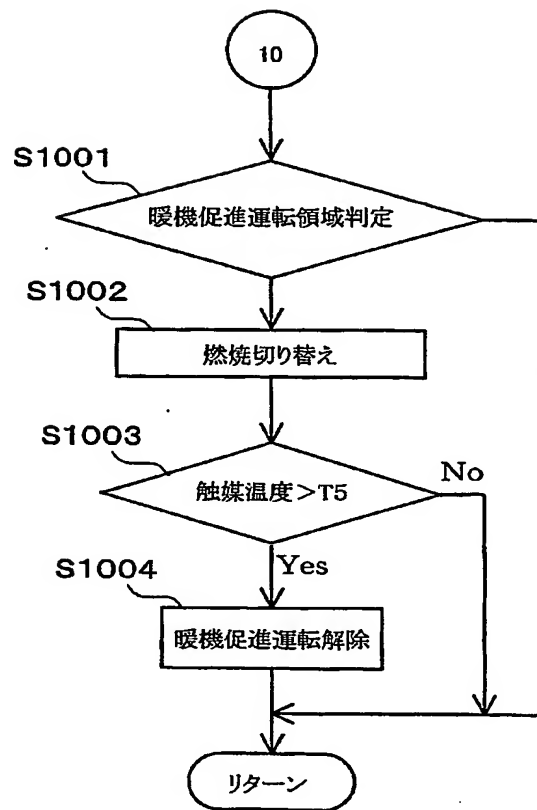 10
S1001
暖機促進運転領域判定
S1002
燃焼切り替え
S1003
触媒温度>T5
No
Yes
S1004
暖機促進運転解除
リターン